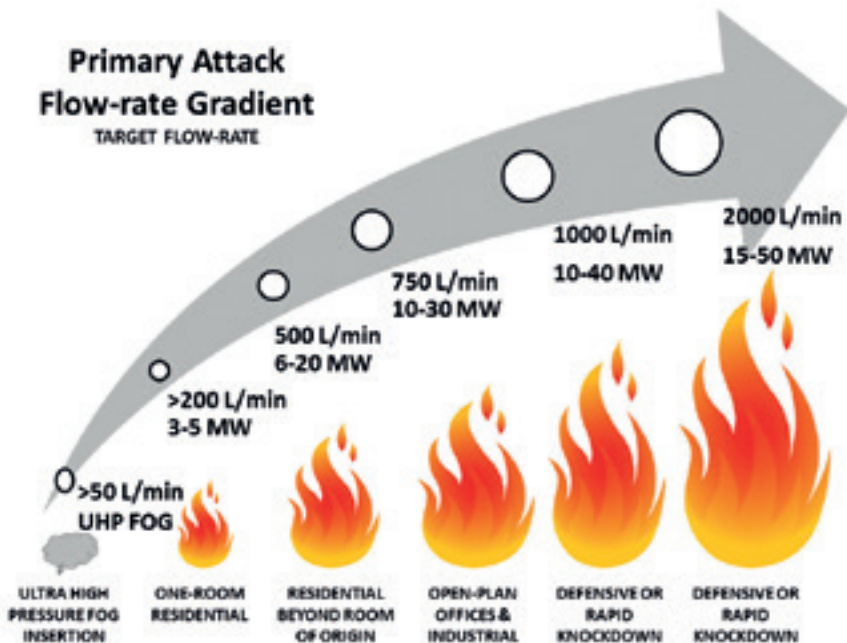 Primary Attack
Flow-rate Gradient
TARGET FLOW-RATE
>50 L/min
UHP FOG
>200 L/min
3-5 MW
500 L/min
6-20 MW
750 L/min
10-30 MW
1000 L/min
10-40 MW
2000 L/min
15-50 MW
ULTRA HIGH
PRESSURE FOG
INSERTION
ONE-ROOM
RESIDENTIAL
RESIDENTIAL
BEYOND ROOM
OF ORIGIN
OPEN-PLAN
OFFICES &
INDUSTRIAL
DEFENSIVE OR
RAPID
KNOCKDOWN
DEFENSIVE OR
RAPID
KNOCKDOWN